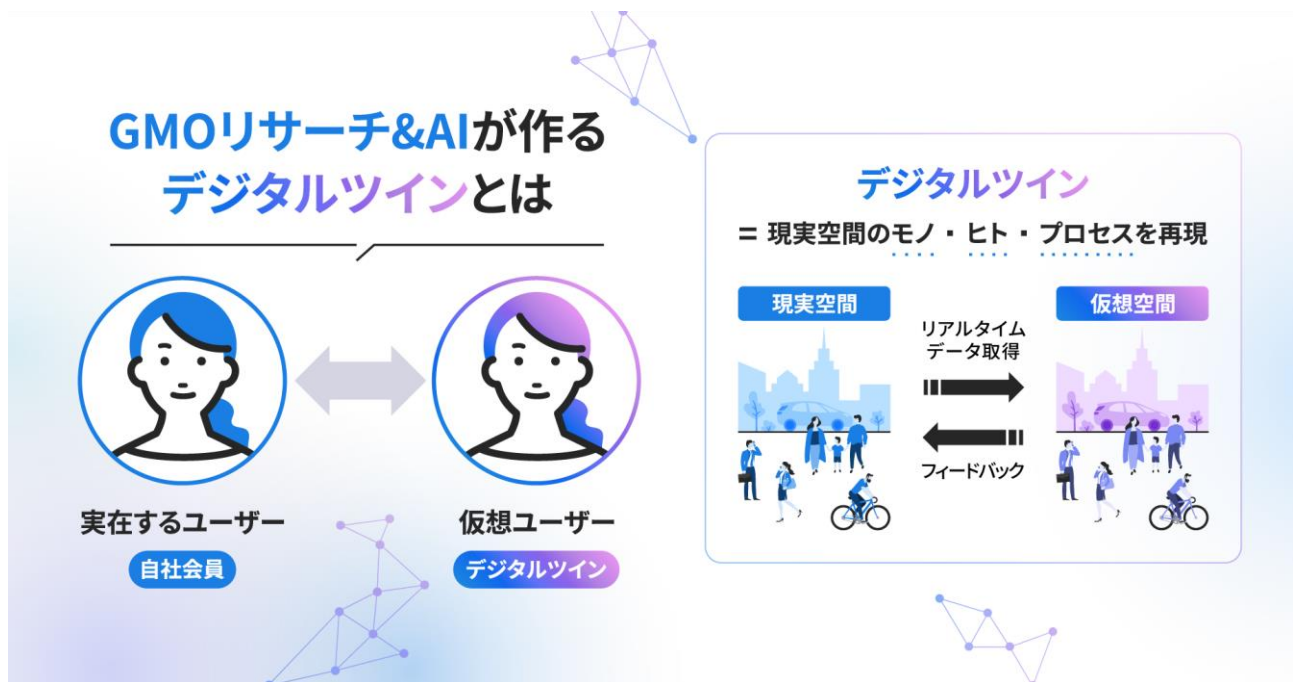 GMOリサーチ&AIが作る
デジタルツインとは
実在するユーザー
自社会員
仮想ユーザー
デジタルツイン
デジタルツイン
= 現実空間のモノ・ヒト・プロセスを再現
現実空間
リアルタイム
データ取得
フィードバック
仮想空間